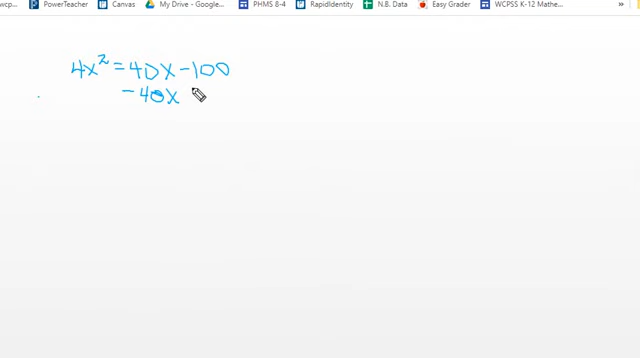 wcp... PowerTeacher Canvas My Drive - Google... PHMS 8-4 RapidIdentity N.B. Data Easy Grader WCPSS K-12 Mathe...
4x² = 40x - 100
- 40x